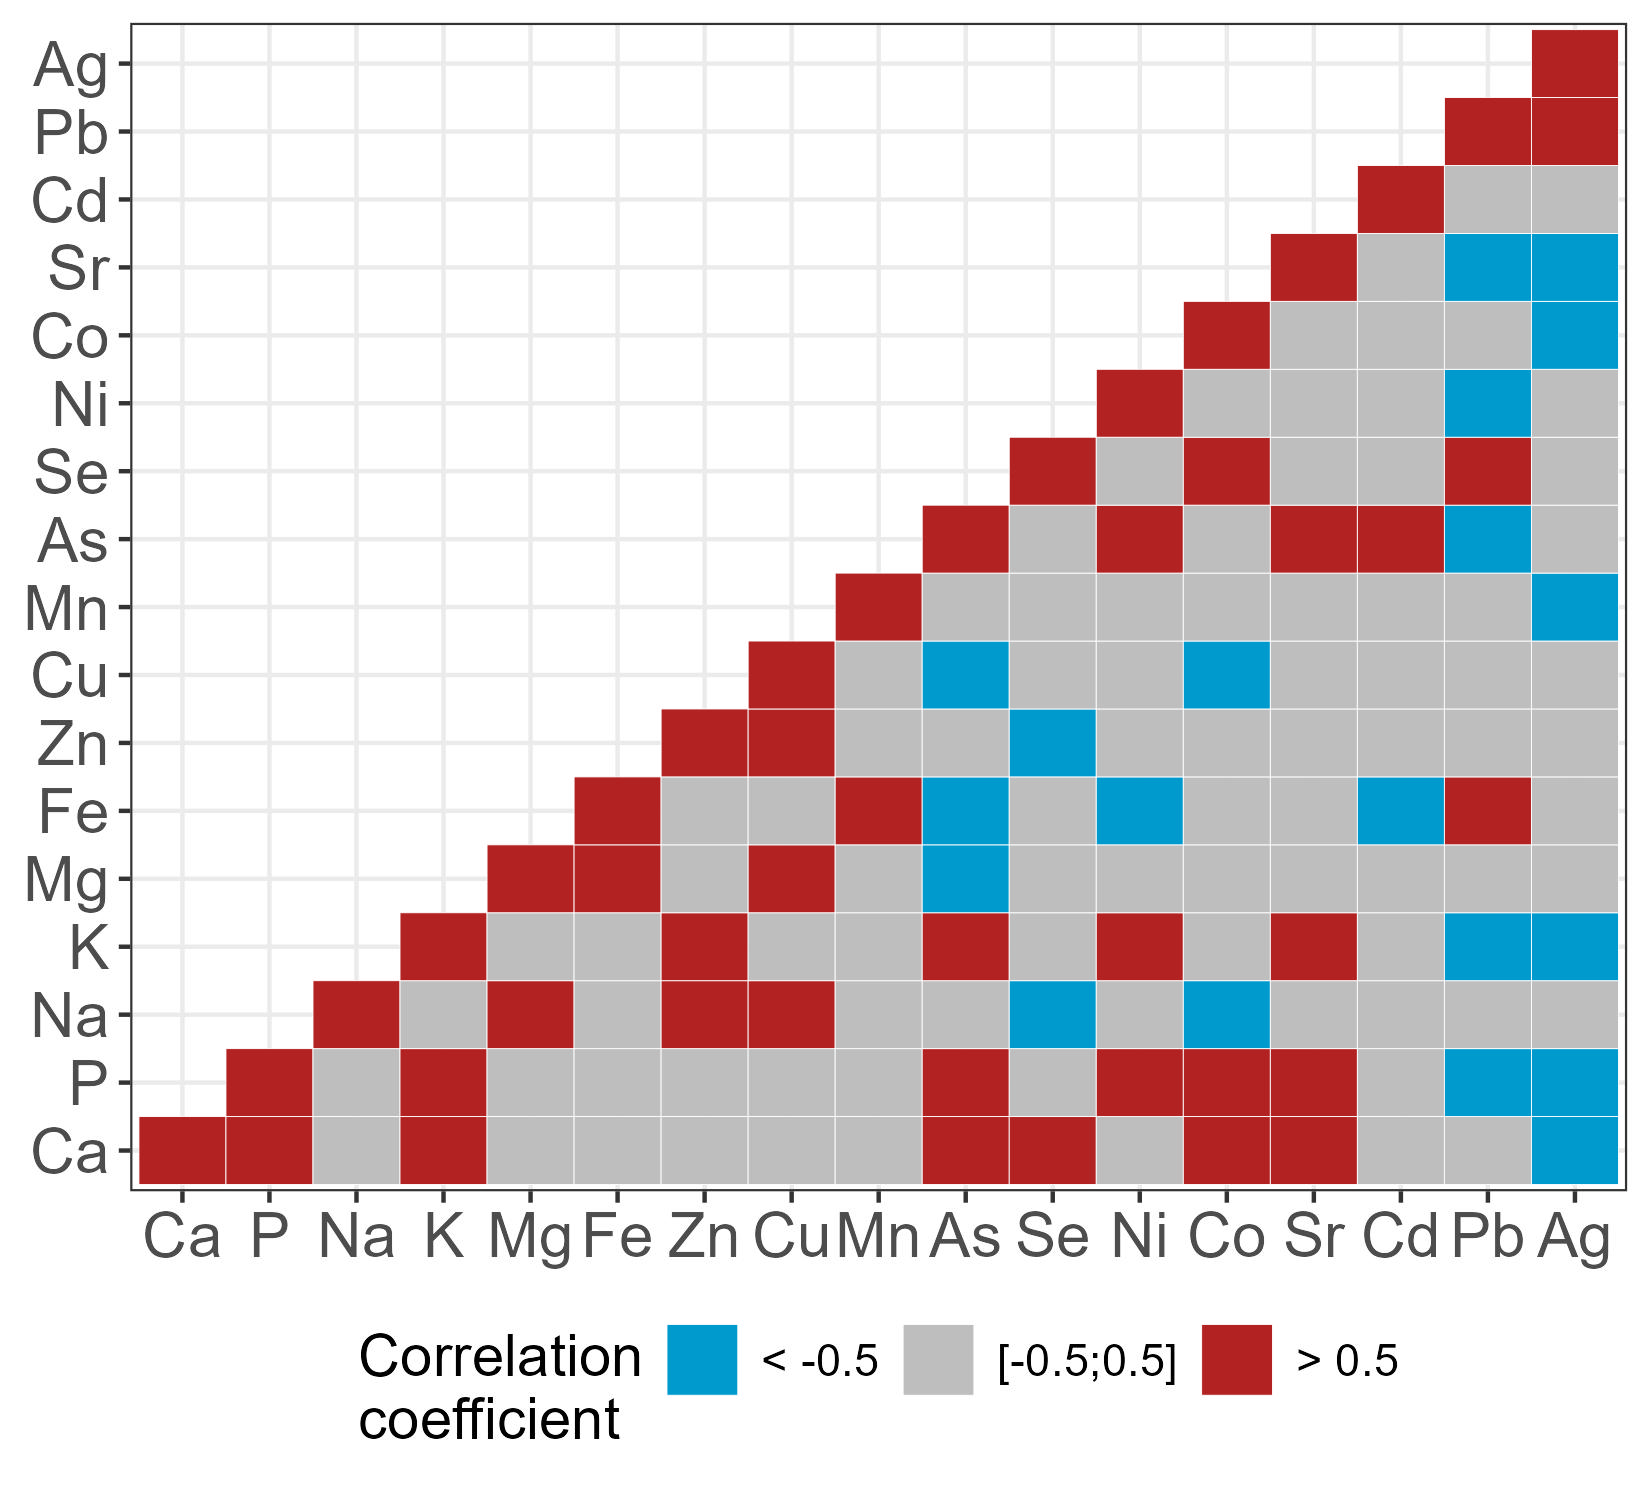 Ag
Pb
Cd
Sr
Co
Ni
Se
As
Mn
Cu
Zn
Fe
Mg
K
Na
P
Ca
Ca P Na K Mg Fe Zn Cu Mn As Se Ni Co Sr Cd Pb Ag
Correlation
coefficient
< -0.5 [-0.5;0.5] > 0.5